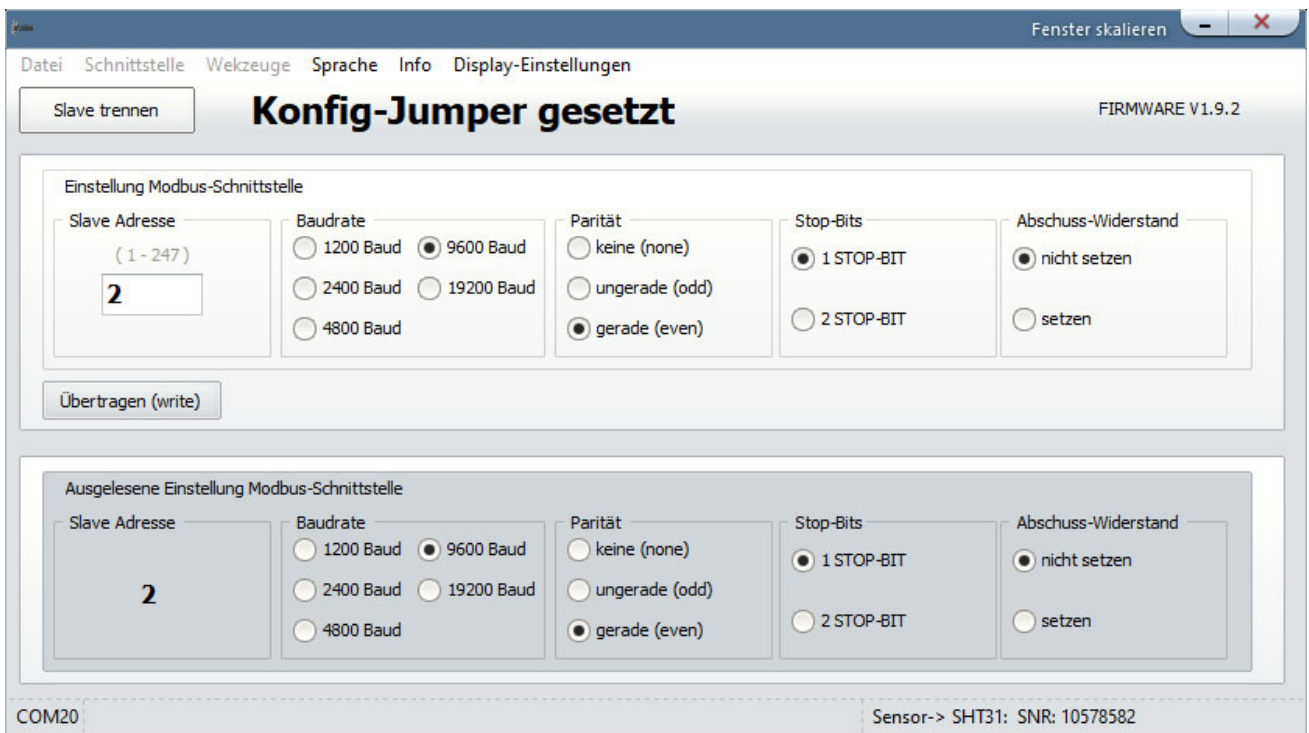 Fenster skalieren
Datei Schnittstelle Wekzeuge Sprache Info Display-Einstellungen
Slave trennen
Konfig-Jumper gesetzt
FIRMWARE V1.9.2
Einstellung Modbus-Schnittstelle
Slave Adresse
( 1 - 247 )
2
Baudrate
1200 Baud 9600 Baud
2400 Baud 19200 Baud
4800 Baud
Parität
keine (none)
ungerade (odd)
gerade (even)
Stop-Bits
1 STOP-BIT
2 STOP-BIT
Abschuss-Widerstand
nicht setzen
setzen
Übertragen (write)
Ausgelesene Einstellung Modbus-Schnittstelle
Slave Adresse
2
Baudrate
1200 Baud 9600 Baud
2400 Baud 19200 Baud
4800 Baud
Parität
keine (none)
ungerade (odd)
gerade (even)
Stop-Bits
1 STOP-BIT
2 STOP-BIT
Abschuss-Widerstand
nicht setzen
setzen
COM20
Sensor-> SHT31: SNR: 10578582